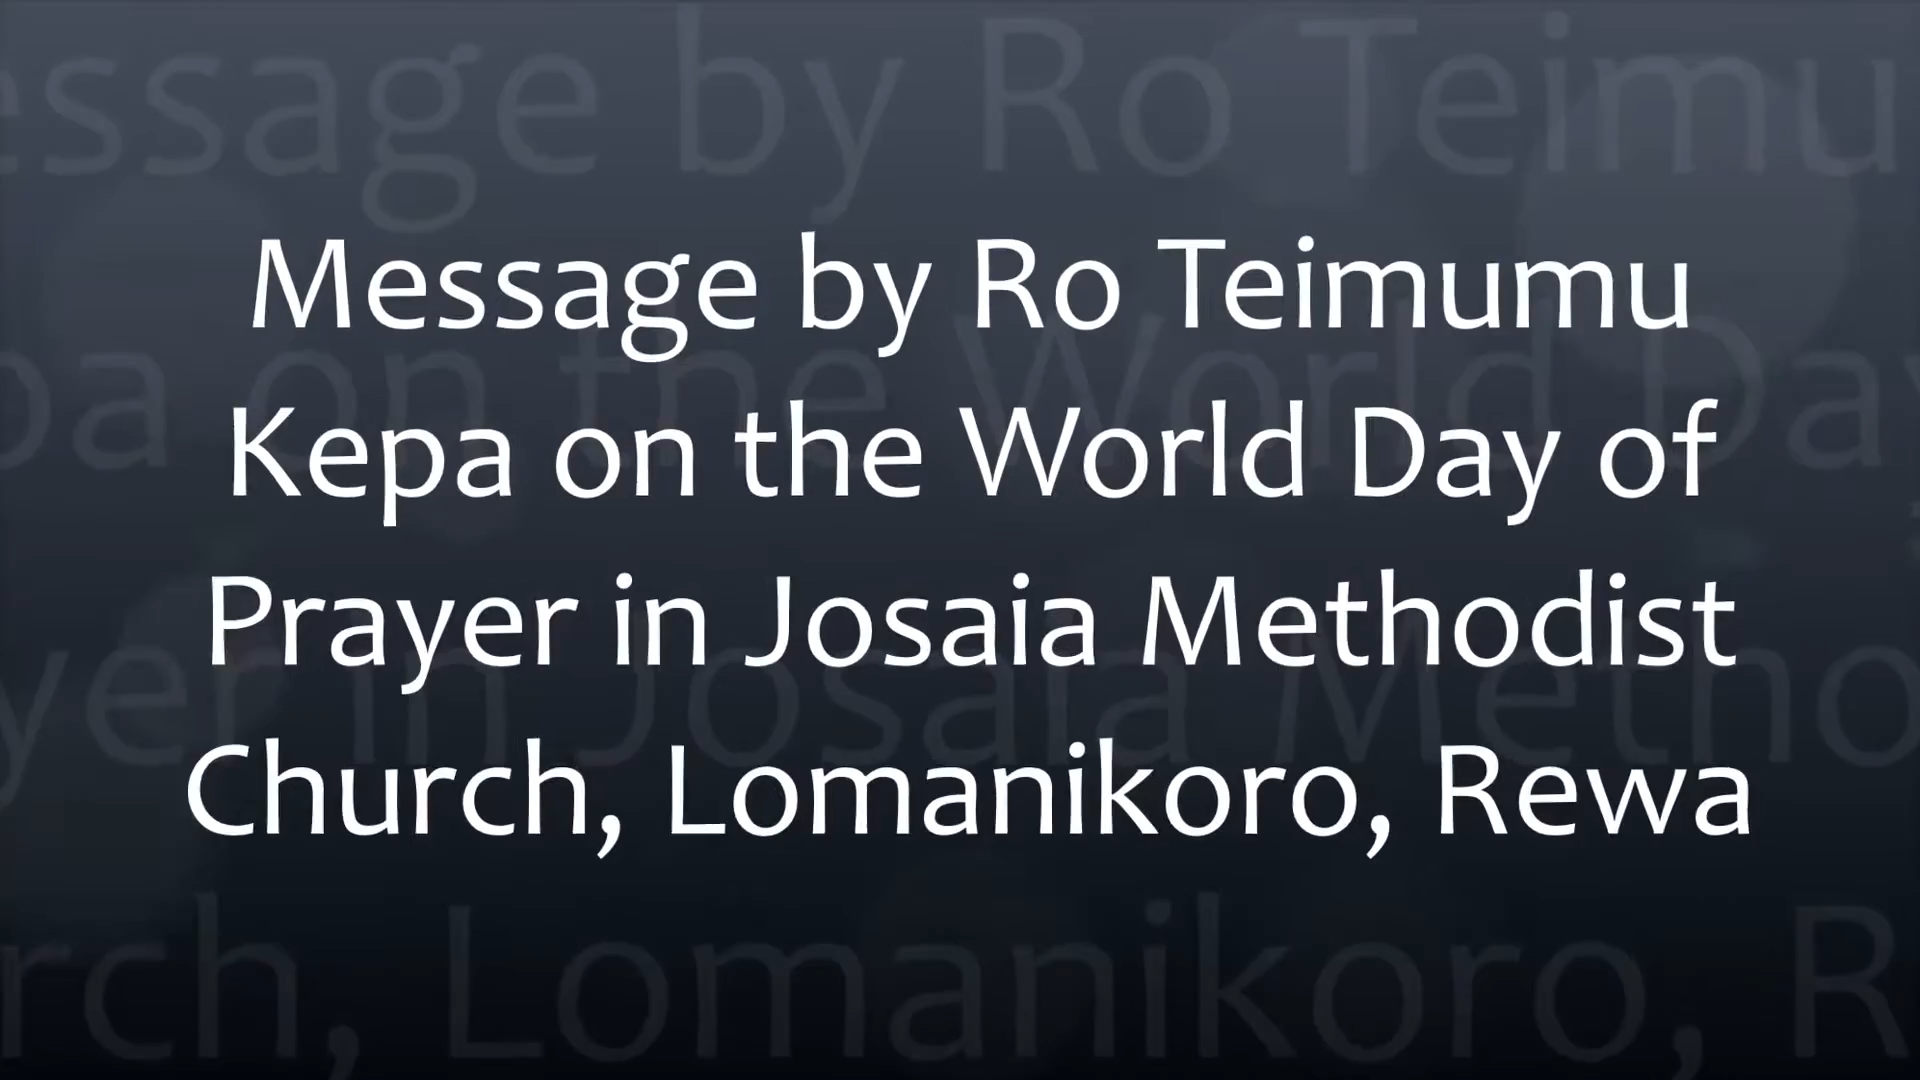 Message by Ro Teimumu
Kepa on the World Day of
Prayer in Josaia Methodist
Church, Lomanikoro, Rewa